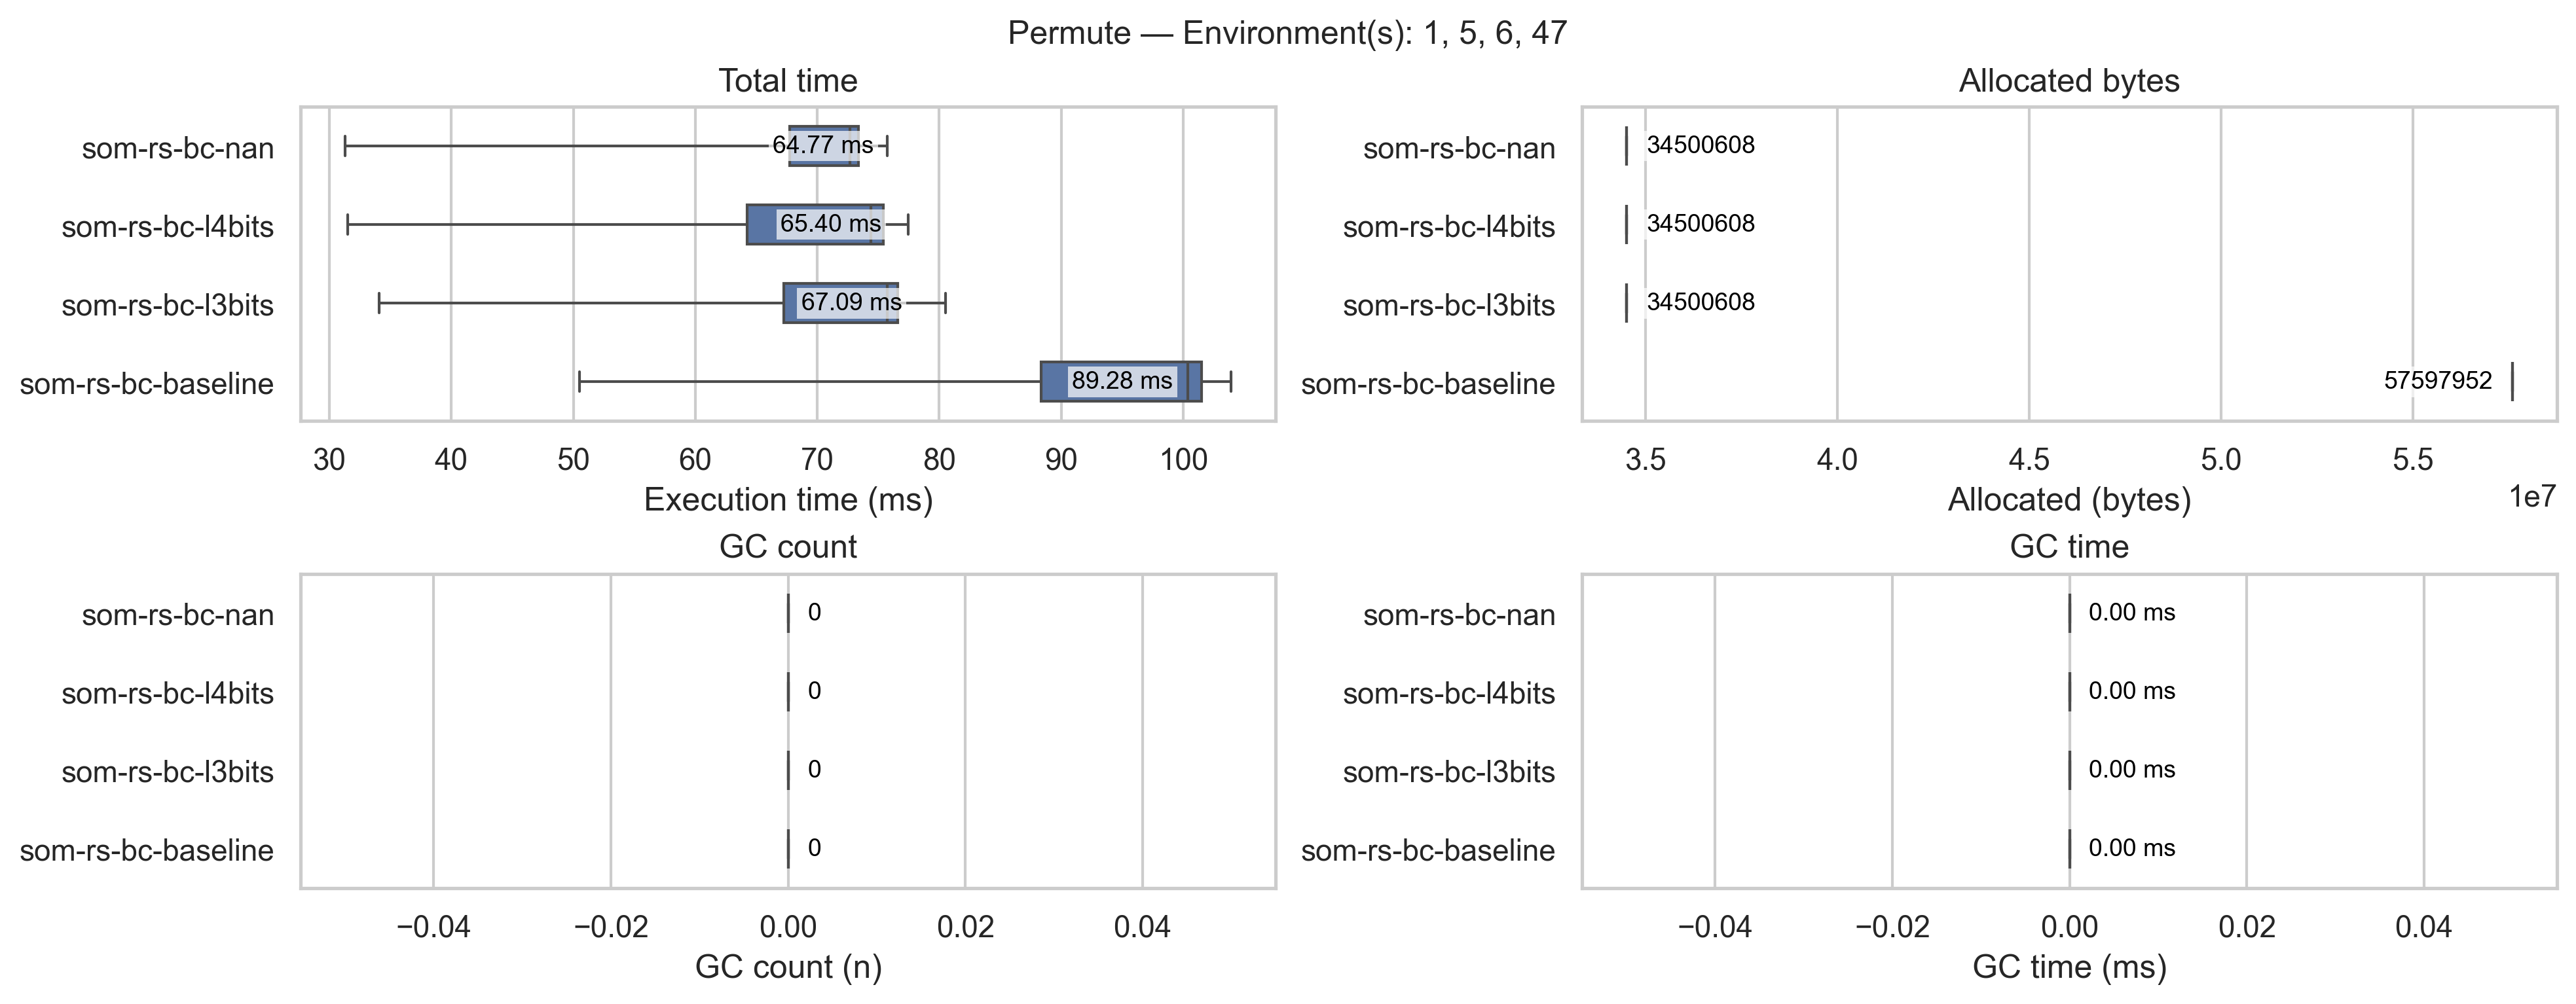 Permute — Environment(s): 1, 5, 6, 47
Total time
som-rs-bc-nan
64.77 ms
som-rs-bc-l4bits
65.40 ms
som-rs-bc-l3bits
67.09 ms
som-rs-bc-baseline
89.28 ms
30 40 50 60 70 80 90 100
Execution time (ms)
Allocated bytes
som-rs-bc-nan
34500608
som-rs-bc-l4bits
34500608
som-rs-bc-l3bits
34500608
som-rs-bc-baseline
57597952
3.5 4.0 4.5 5.0 5.5
1e7
Allocated (bytes)
GC count
som-rs-bc-nan
0
som-rs-bc-l4bits
0
som-rs-bc-l3bits
0
som-rs-bc-baseline
0
−0.04 −0.02 0.00 0.02 0.04
GC count (n)
GC time
som-rs-bc-nan
0.00 ms
som-rs-bc-l4bits
0.00 ms
som-rs-bc-l3bits
0.00 ms
som-rs-bc-baseline
0.00 ms
−0.04 −0.02 0.00 0.02 0.04
GC time (ms)